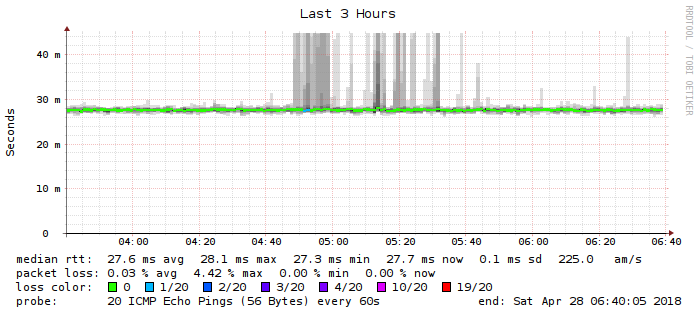 Last 3 Hours
RRDTOOL / TOBI OETIKER
Seconds
40 m
30 m
20 m
10 m
0
04:00 04:20 04:40 05:00 05:20 05:40 06:00 06:20 06:40
median rtt: 27.6 ms avg 28.1 ms max 27.3 ms min 27.7 ms now 0.1 ms sd 225.0 am/s
packet loss: 0.03 % avg 4.42 % max 0.00 % min 0.00 % now
loss color: 0 1/20 2/20 3/20 4/20 10/20 19/20
probe: 20 ICMP Echo Pings (56 Bytes) every 60s end: Sat Apr 28 06:40:05 2018